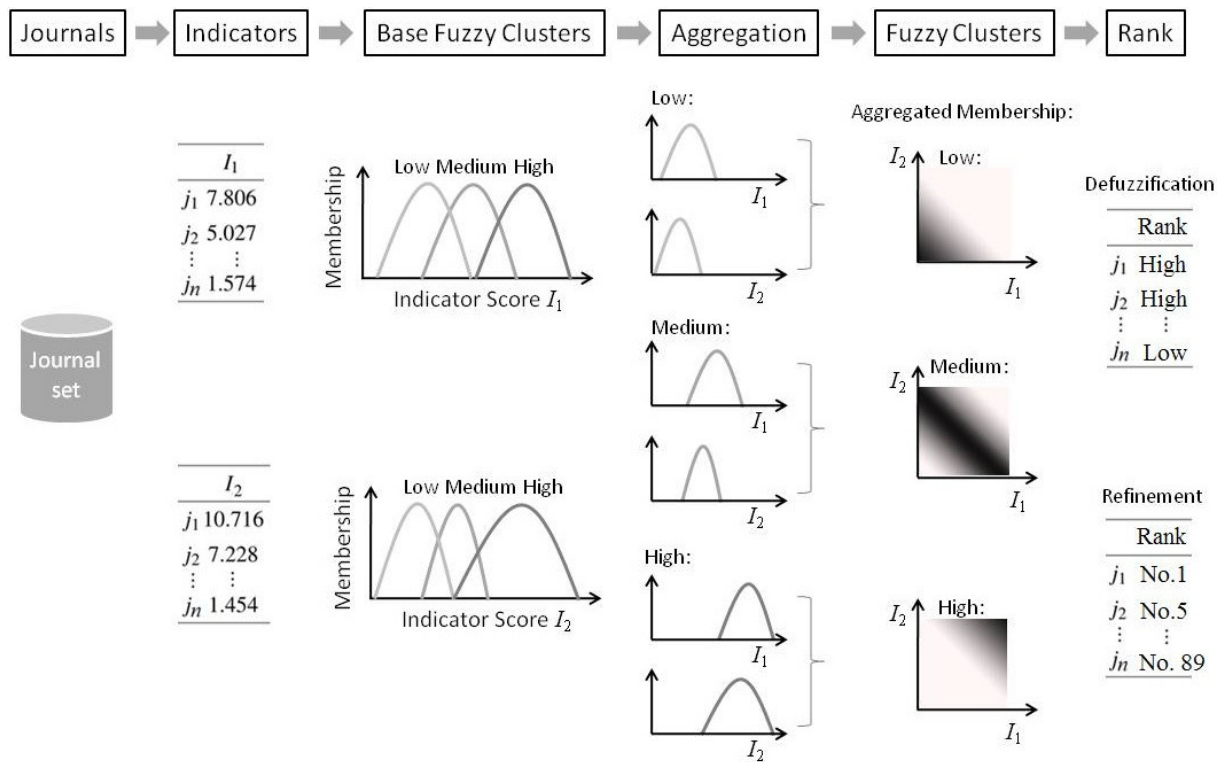 Journals Indicators Base Fuzzy Clusters Aggregation Fuzzy Clusters Rank
Journal
set
I1
j1 7.806
j2 5.027
⋮ ⋮
jn 1.574
I2
j1 10.716
j2 7.228
⋮ ⋮
jn 1.454
Membership
Low Medium High
Indicator Score I1
Membership
Low Medium High
Indicator Score I2
Low:
I1
I2
Medium:
I1
I2
High:
I1
I2
Aggregated Membership:
I2
Low:
I1
I2
Medium:
I1
I2
High:
I1
Defuzzification
Rank
j1 High
j2 High
⋮ ⋮
jn Low
Refinement
Rank
j1 No.1
j2 No.5
⋮ ⋮
jn No. 89